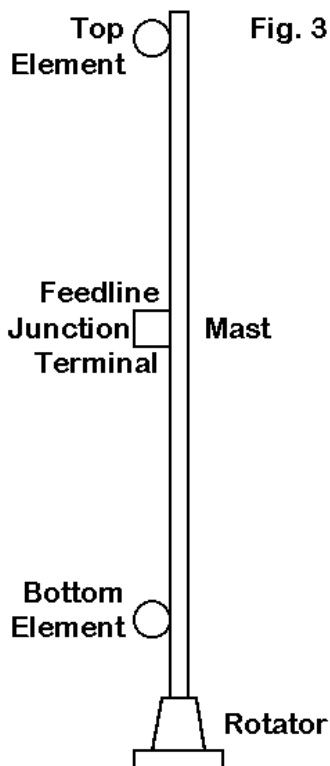 Fig. 3
Top
Element
Feedline
Junction
Terminal
Mast
Bottom
Element
Rotator